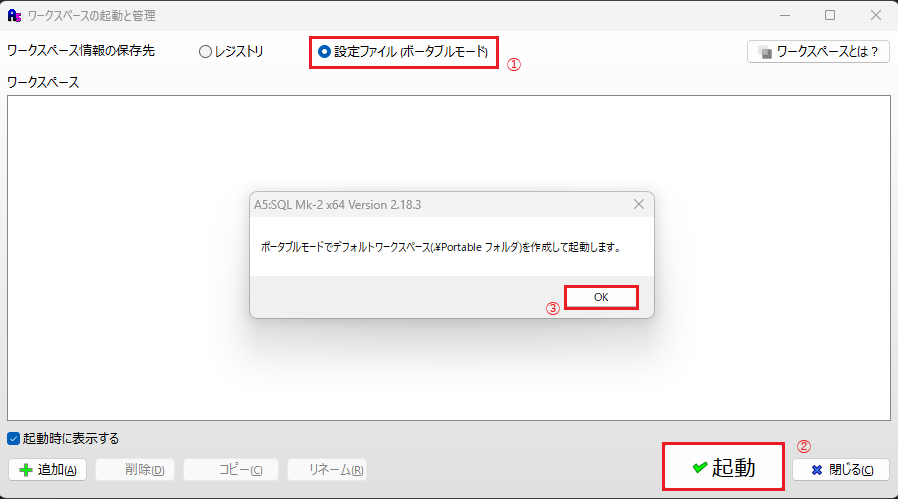 ワークスペースの起動と管理
ワークスペース情報の保存先 レジストリ 設定ファイル (ポータブルモード) ① ワークスペースとは？
ワークスペース
A5:SQL Mk-2 x64 Version 2.18.3
ポータブルモードでデフォルトワークスペース(.¥Portable フォルダ)を作成して起動します。
③ OK
起動時に表示する
追加(A) 削除(D) コピー(C) リネーム(R) 起動 ② 閉じる(C)